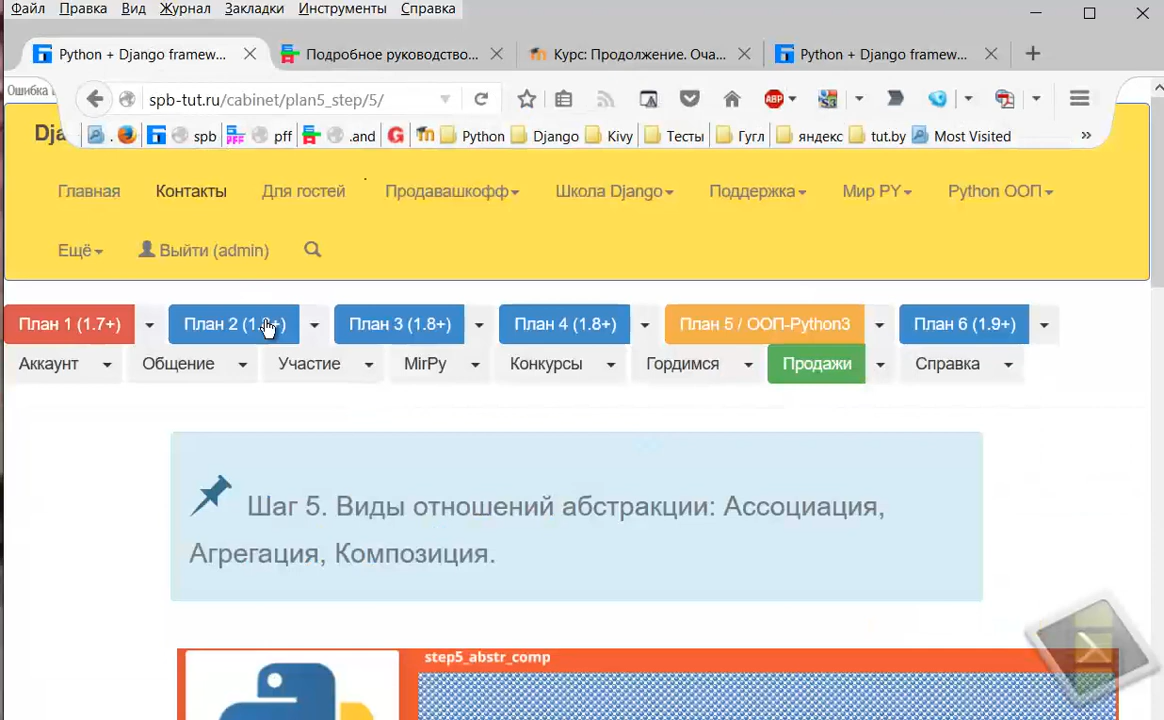 Файл Правка Вид Журнал Закладки Инструменты Справка
Python + Django framew... Подробное руководство... Курс: Продолжение. Оча... Python + Django framew...
Ошибка
spb-tut.ru/cabinet/plan5_step/5/ ABP
. spb pff .and G Python Django Kivy Тесты Гугл яндекс tut.by Most Visited »
Главная Контакты Для гостей Продавашкофф Школа Django Поддержка Мир PY Python ООП
Ещё Выйти (admin)
План 1 (1.7+) План 2 План 3 (1.8+) План 4 (1.8+) План 5 / ООП-Python3 План 6 (1.9+)
Аккаунт Общение Участие MirPy Конкурсы Гордимся Продажи Справка
Шаг 5. Виды отношений абстракции: Ассоциация,
Агрегация, Композиция.
step5_abstr_comp